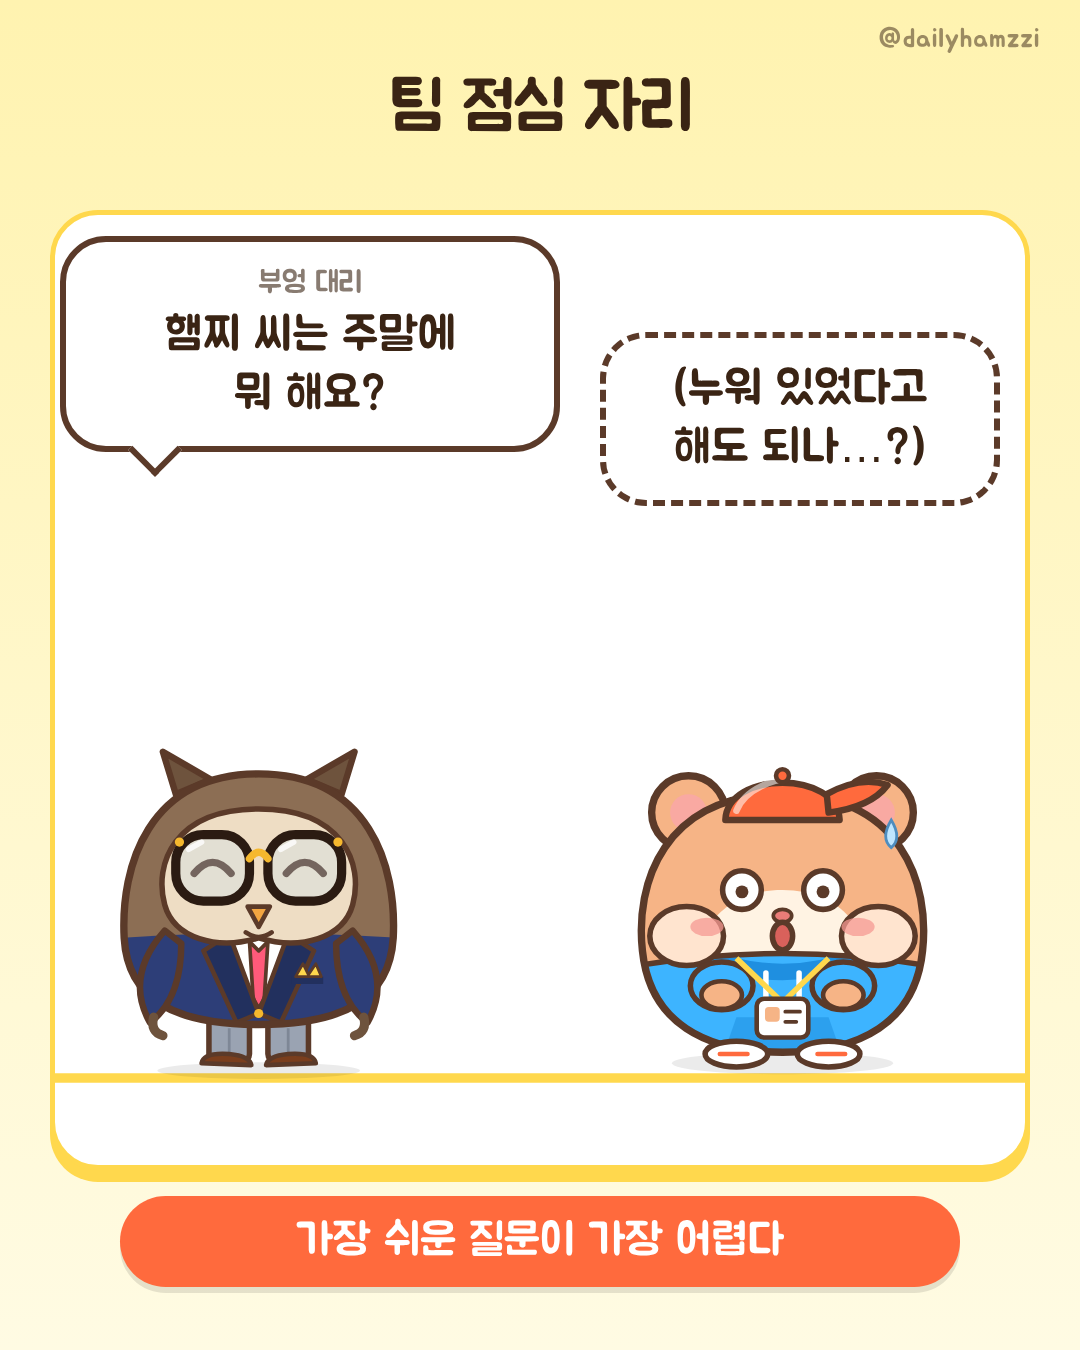 @dailyhamzzi
팀 점심 자리
부엉 대리
햄찌 씨는 주말에
뭐 해요?
(누워 있었다고
해도 되나...?)
가장 쉬운 질문이 가장 어렵다